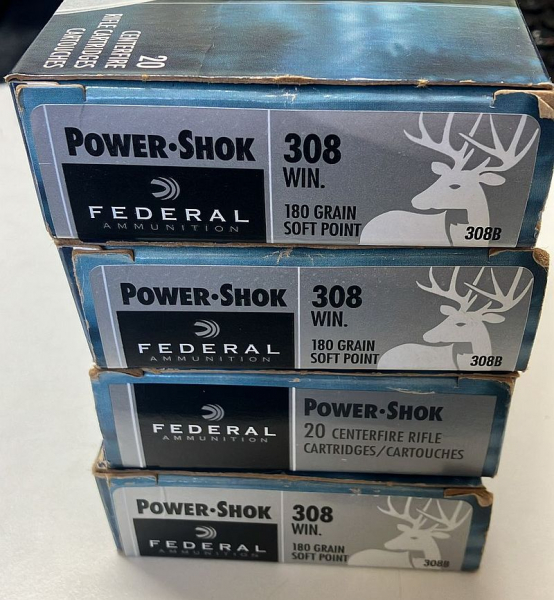 20
CENTERFIRE
RIFLE CARTRIDGES
CARTOUCHES
POWER•SHOK
FEDERAL
AMMUNITION
308
WIN.
180 GRAIN
SOFT POINT
308B
POWER•SHOK
FEDERAL
AMMUNITION
308
WIN.
180 GRAIN
SOFT POINT
308B
FEDERAL
AMMUNITION
POWER•SHOK
20 CENTERFIRE RIFLE
CARTRIDGES/CARTOUCHES
POWER•SHOK
FEDERAL
AMMUNITION
308
WIN.
180 GRAIN
SOFT POINT
308B